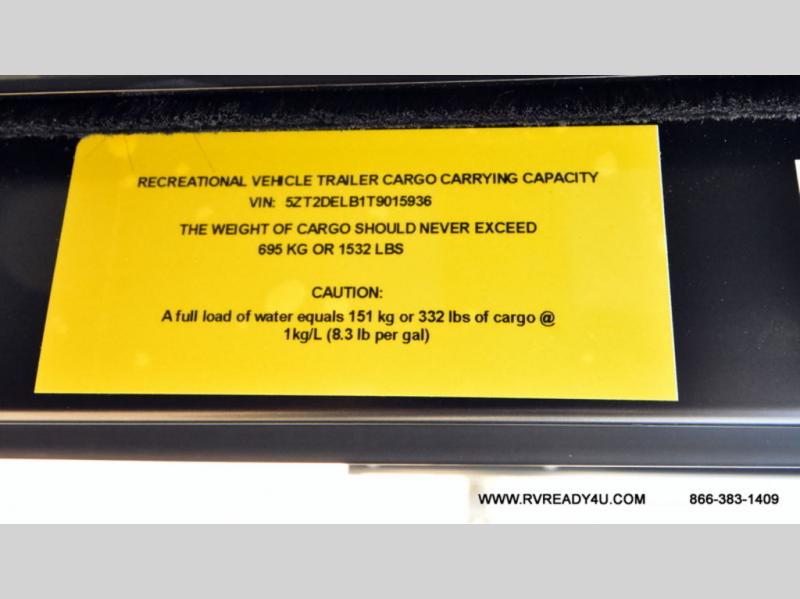 RECREATIONAL VEHICLE TRAILER CARGO CARRYING CAPACITY
VIN: 5ZT2DELB1T9015936
THE WEIGHT OF CARGO SHOULD NEVER EXCEED
695 KG OR 1532 LBS
CAUTION:
A full load of water equals 151 kg or 332 lbs of cargo @
1kg/L (8.3 lb per gal)
WWW.RVREADY4U.COM 866-383-1409